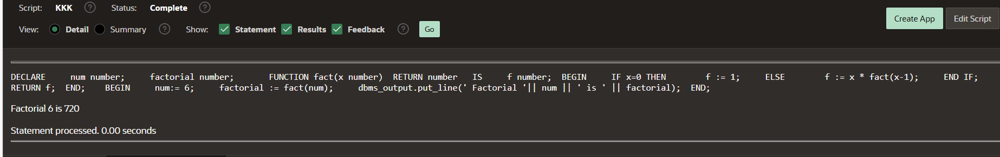 Script: KKK ? Status: Complete ?
Create App Edit Script
View: Detail Summary ? Show: Statement Results Feedback ? Go
DECLARE     num number;     factorial number;       FUNCTION fact(x number)  RETURN number   IS     f number;  BEGIN     IF x=0 THEN        f := 1;     ELSE        f := x * fact(x-1);     END IF;
RETURN f;  END;    BEGIN     num:= 6;     factorial := fact(num);     dbms_output.put_line(' Factorial '|| num || ' is ' || factorial);  END;
Factorial 6 is 720
Statement processed. 0.00 seconds